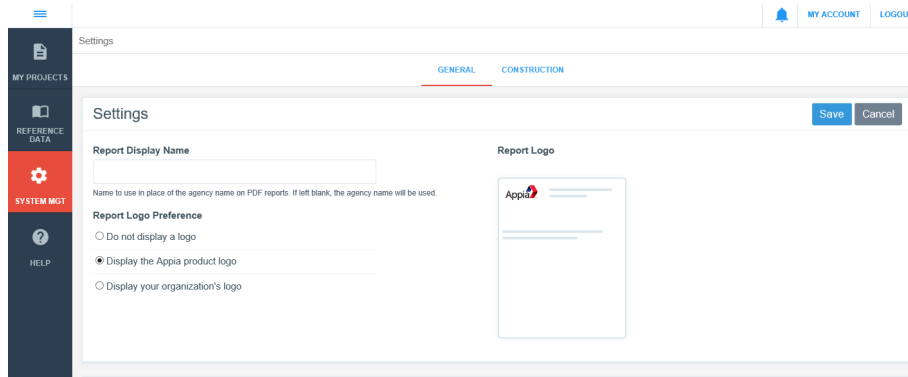 MY ACCOUNT
LOGOU
Settings
MY PROJECTS
GENERAL
CONSTRUCTION
Settings
Save
Cancel
REFERENCE
DATA
Report Display Name
Report Logo
Name to use in place of the agency name on PDF reports. If left blank, the agency name will be used.
SYSTEM MGT
Appia
Report Logo Preference
Do not display a logo
HELP
Display the Appia product logo
Display your organization's logo